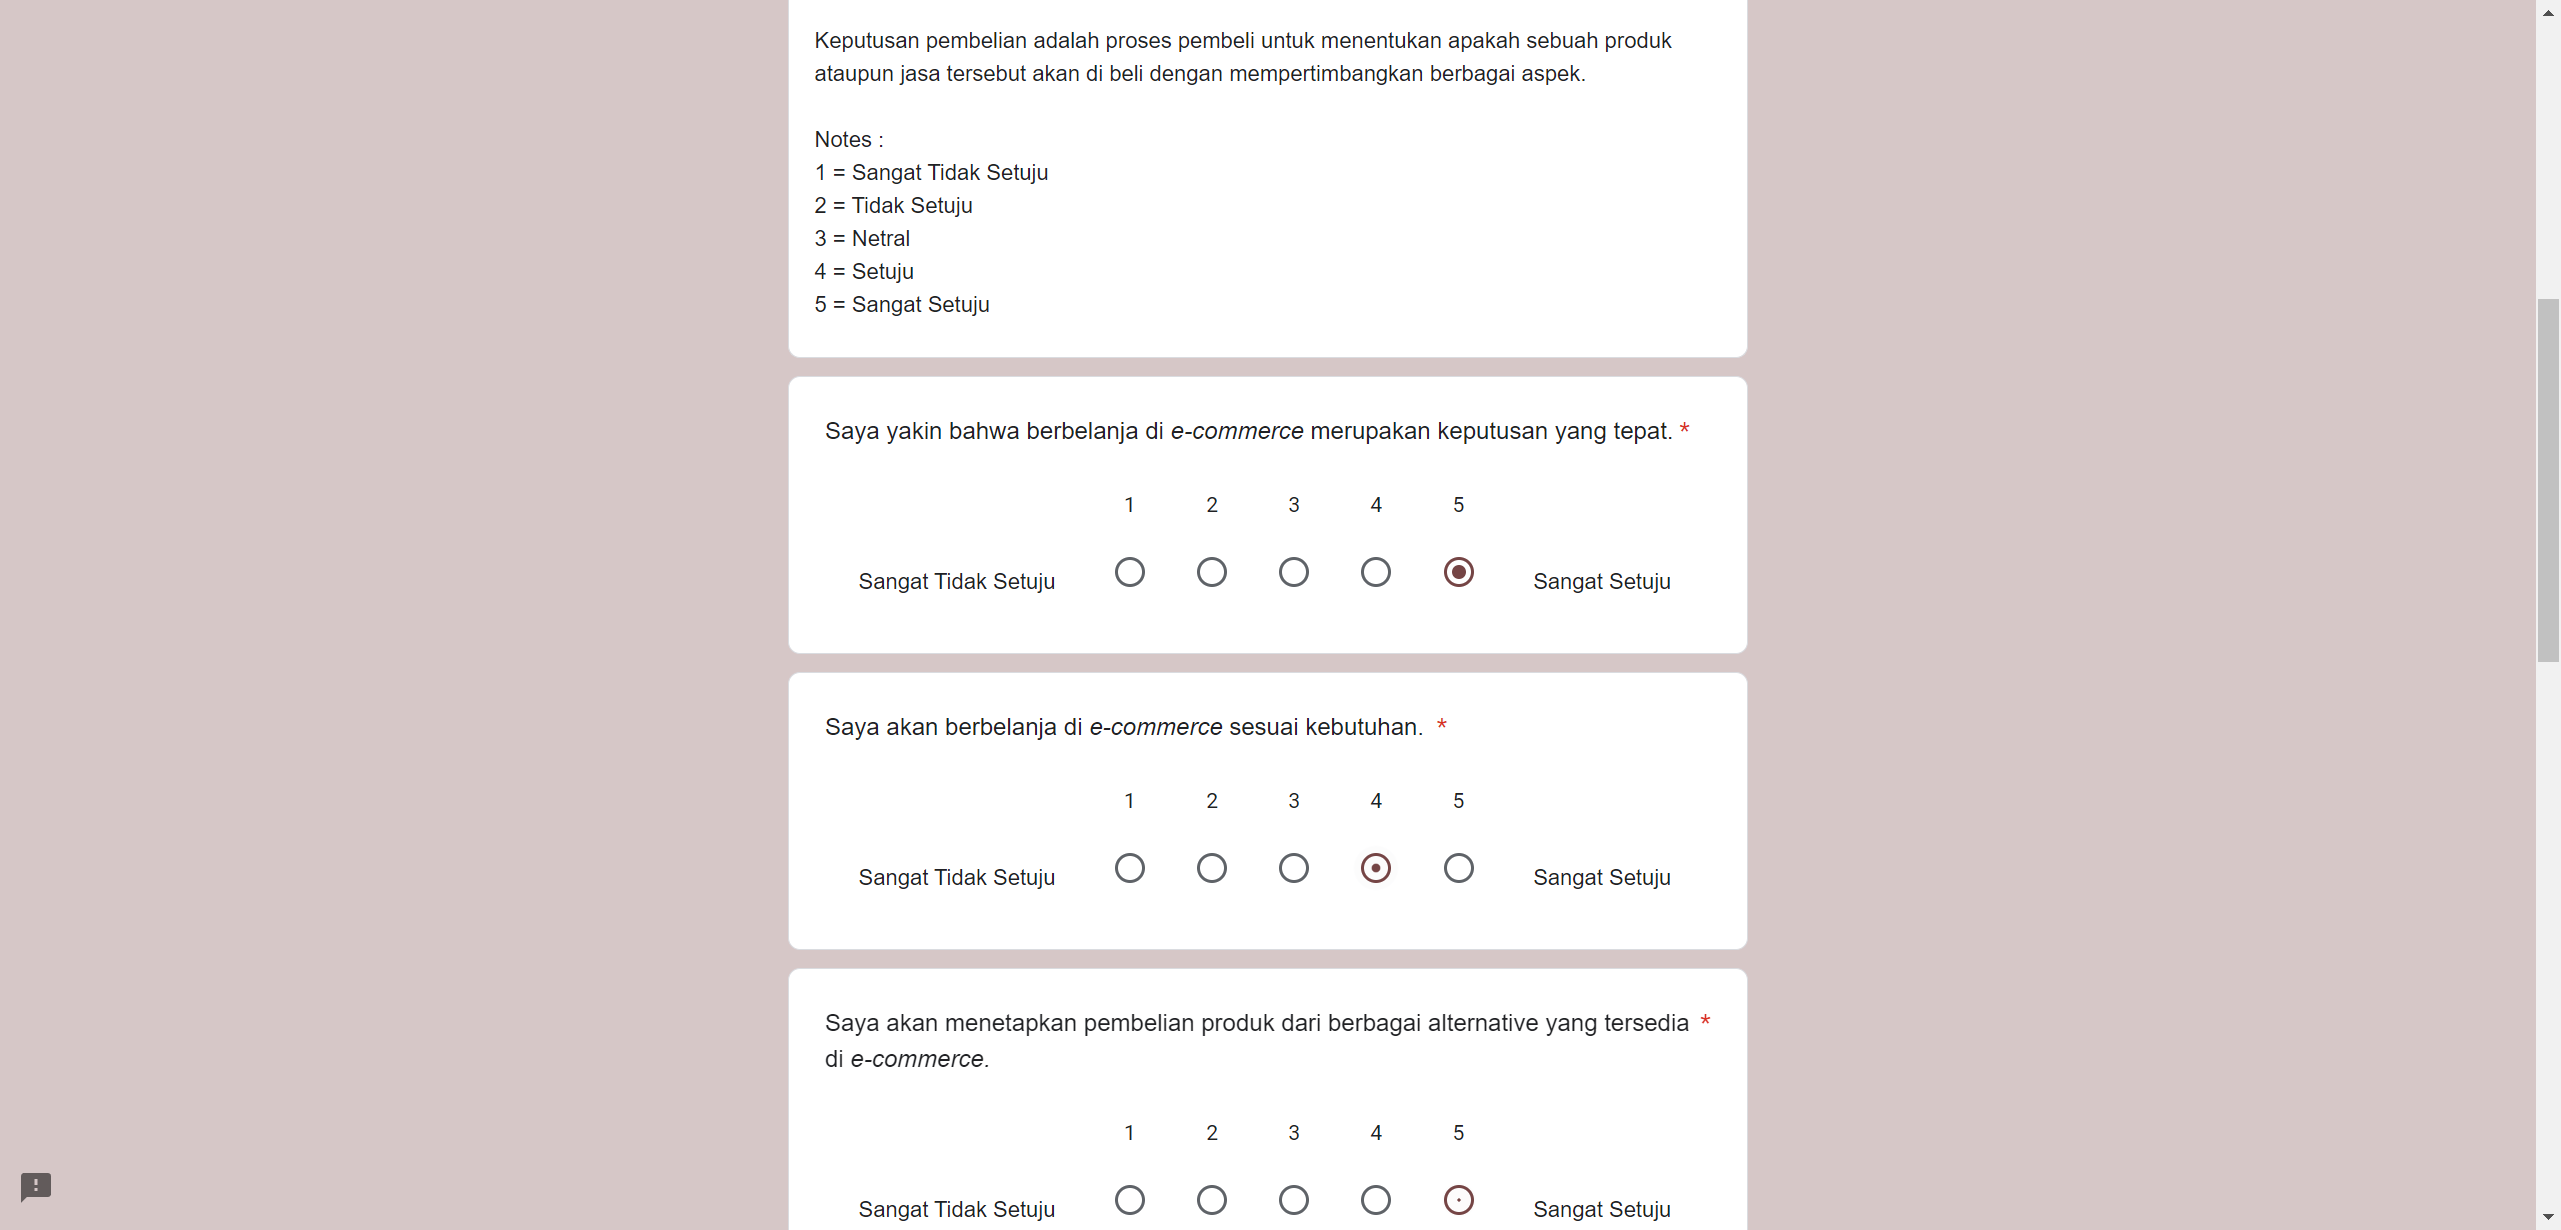 Keputusan pembelian adalah proses pembeli untuk menentukan apakah sebuah produk
ataupun jasa tersebut akan di beli dengan mempertimbangkan berbagai aspek.
Notes :
1 = Sangat Tidak Setuju
2 = Tidak Setuju
3 = Netral
4 = Setuju
5 = Sangat Setuju
Saya yakin bahwa berbelanja di e-commerce merupakan keputusan yang tepat. *
1 2 3 4 5
Sangat Tidak Setuju Sangat Setuju
Saya akan berbelanja di e-commerce sesuai kebutuhan. *
1 2 3 4 5
Sangat Tidak Setuju Sangat Setuju
Saya akan menetapkan pembelian produk dari berbagai alternative yang tersedia *
di e-commerce.
1 2 3 4 5
Sangat Tidak Setuju Sangat Setuju